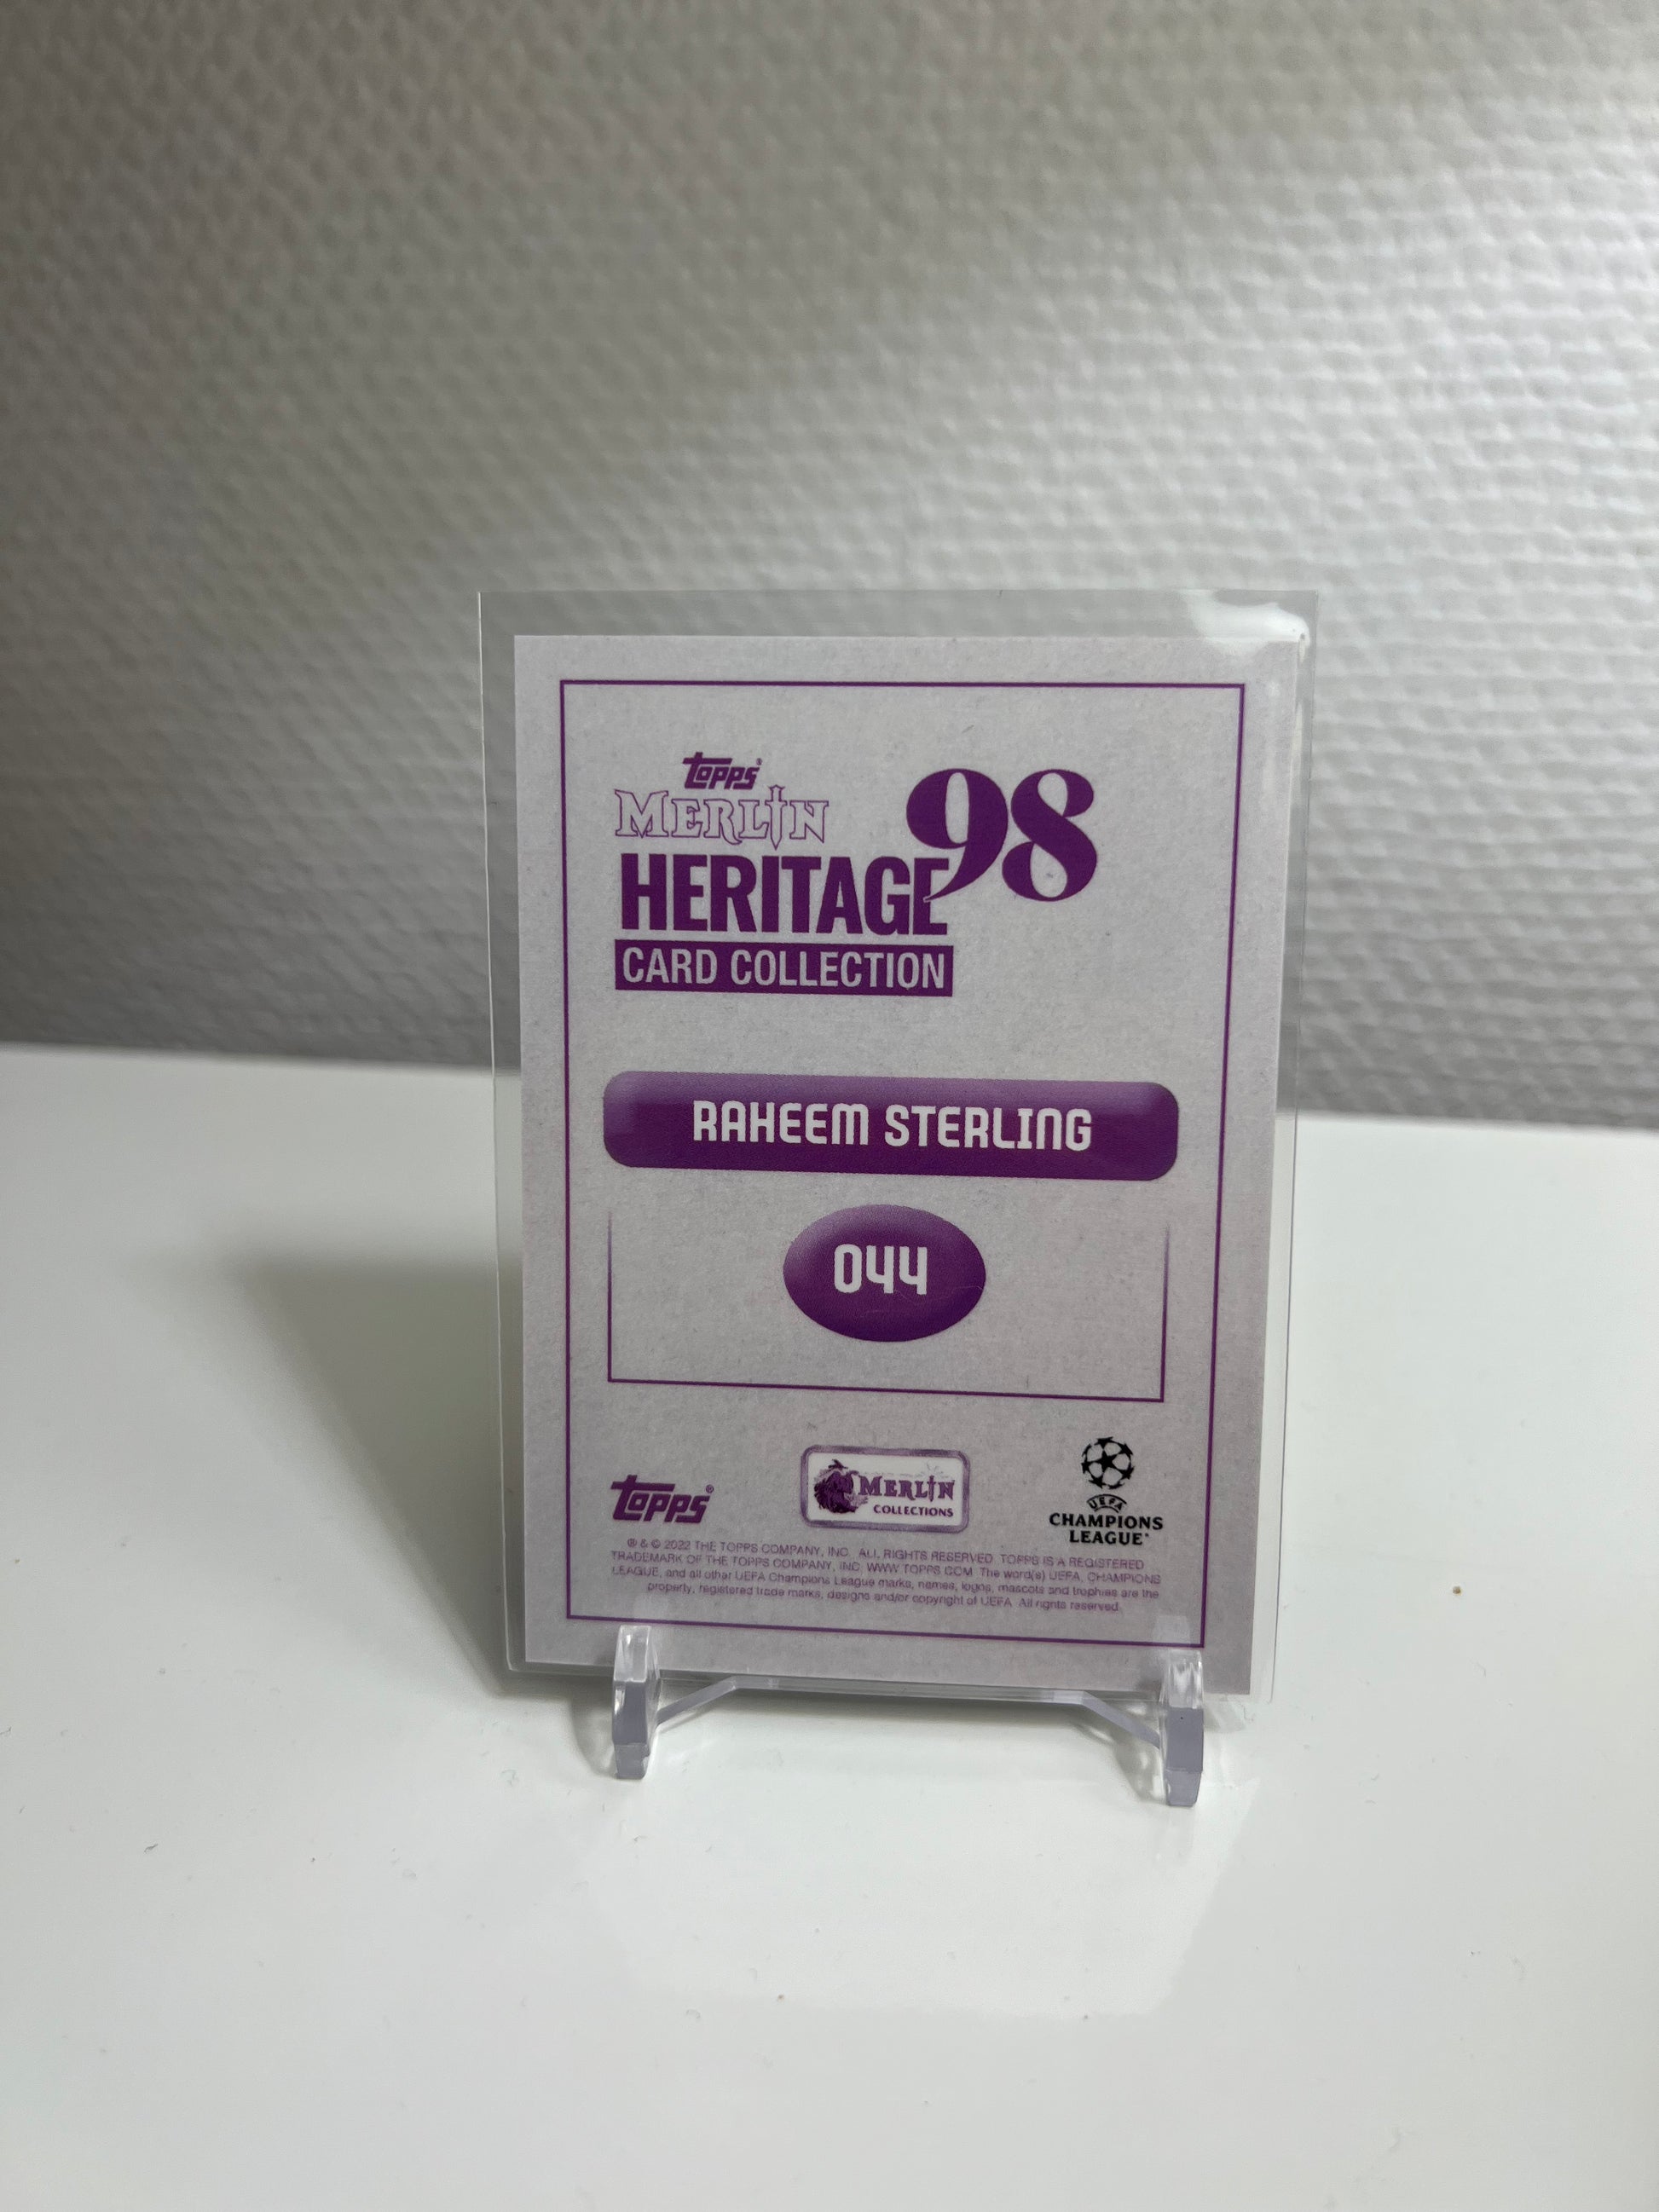 topps®
MERLIN
HERITAGE 98
CARD COLLECTION
RAHEEM STERLING
044
topps®
MERLIN
COLLECTIONS
UEFA
CHAMPIONS
LEAGUE®
® & © 2022 THE TOPPS COMPANY, INC. ALL RIGHTS RESERVED. TOPPS IS A REGISTERED
TRADEMARK OF THE TOPPS COMPANY, INC. WWW.TOPPS.COM. The word(s) UEFA, CHAMPIONS
LEAGUE, and all other UEFA Champions League marks, names, logos, mascots and trophies are the
property, registered trade marks, designs and/or copyright of UEFA. All rights reserved.